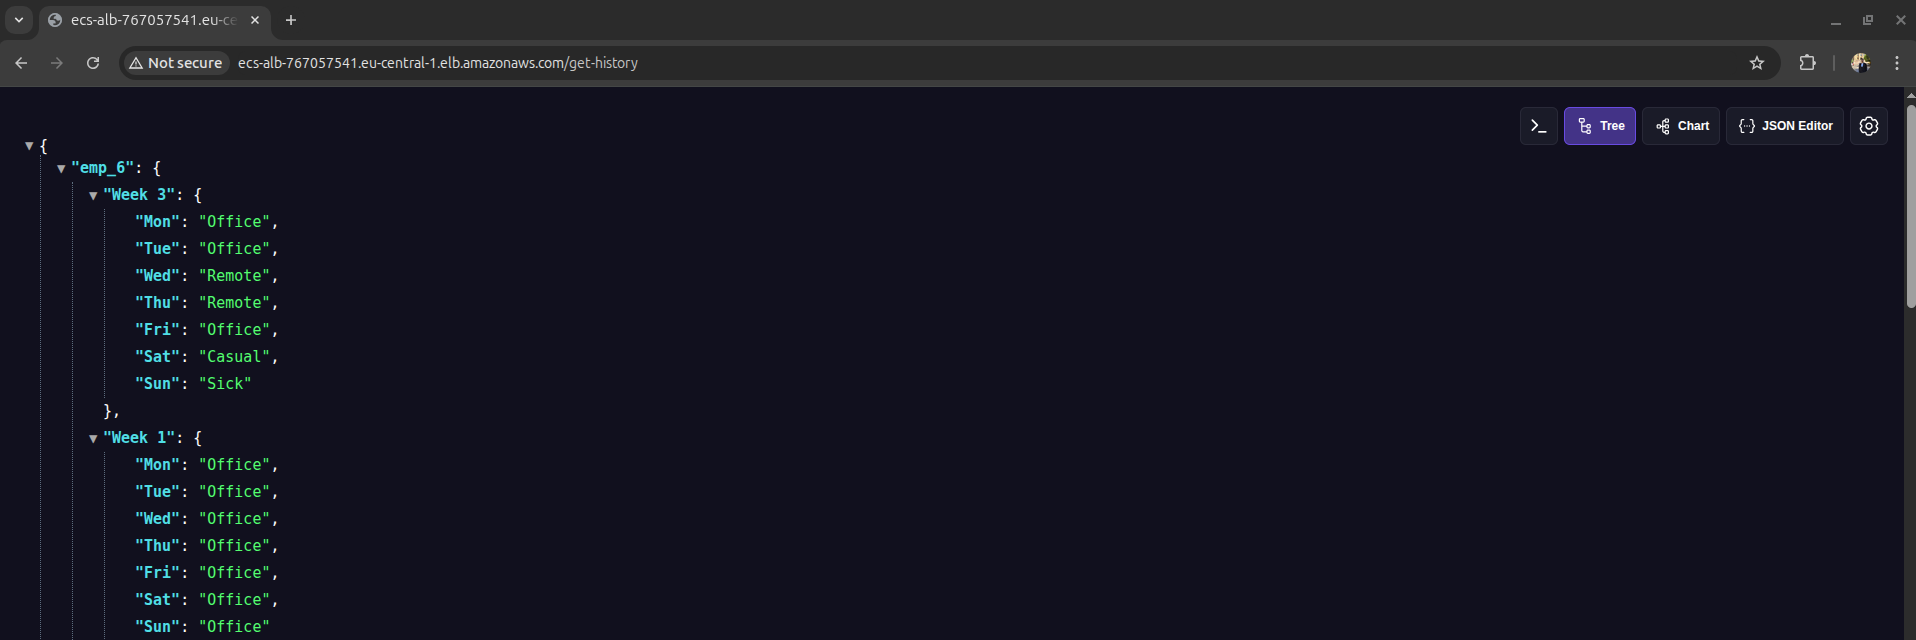 ecs-alb-767057541.eu-ce
Not secure ecs-alb-767057541.eu-central-1.elb.amazonaws.com/get-history
Tree Chart JSON Editor
{
"emp_6": {
"Week 3": {
"Mon": "Office",
"Tue": "Office",
"Wed": "Remote",
"Thu": "Remote",
"Fri": "Office",
"Sat": "Casual",
"Sun": "Sick"
},
"Week 1": {
"Mon": "Office",
"Tue": "Office",
"Wed": "Office",
"Thu": "Office",
"Fri": "Office",
"Sat": "Office",
"Sun": "Office"